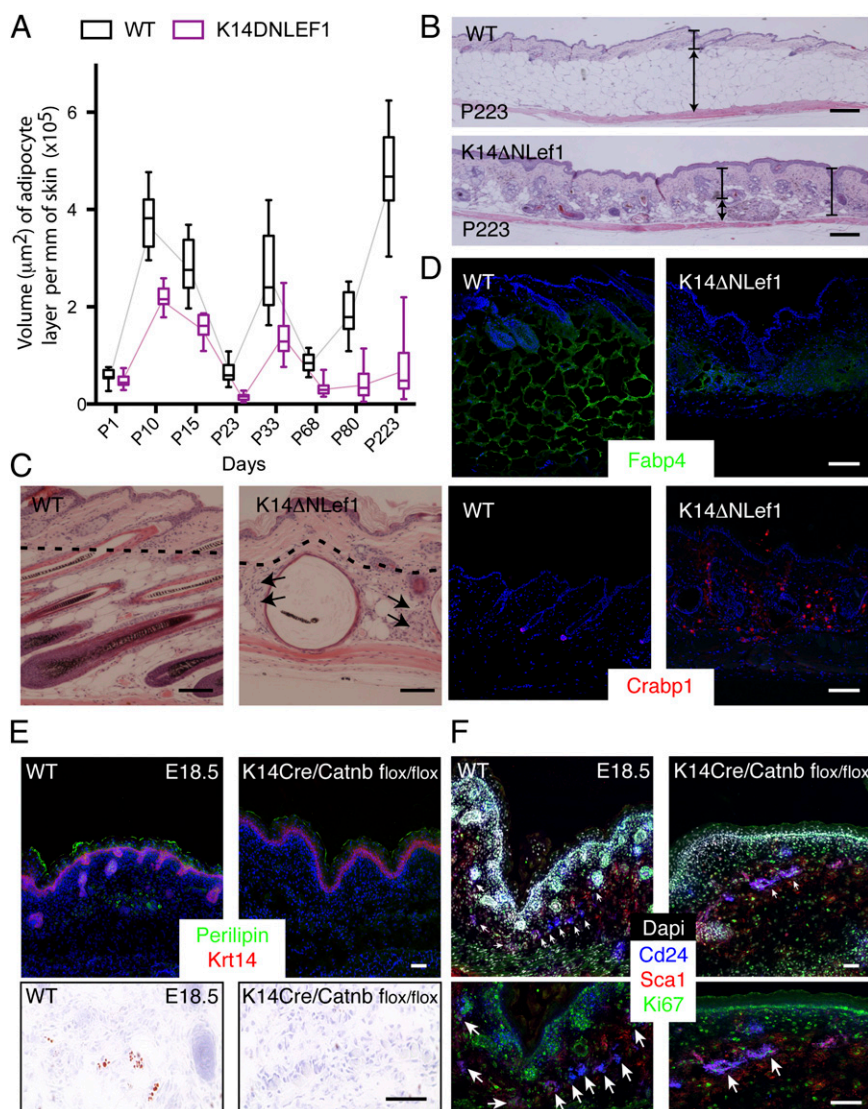 A
WT
K14DNLEF1
Volume (µm²) of adipocyte
layer per mm of skin (x10⁵)
6
4
2
0
P1
P10
P15
P23
P33
P68
P80
P223
Days
B
WT
P223
K14ΔNLef1
P223
C
WT
K14ΔNLef1
D
WT
K14ΔNLef1
Fabp4
WT
K14ΔNLef1
Crabp1
E
WT
E18.5
K14Cre/Catnb flox/flox
Perilipin
Krt14
WT
E18.5
K14Cre/Catnb flox/flox
F
WT
E18.5
K14Cre/Catnb flox/flox
Dapi
Cd24
Sca1
Ki67